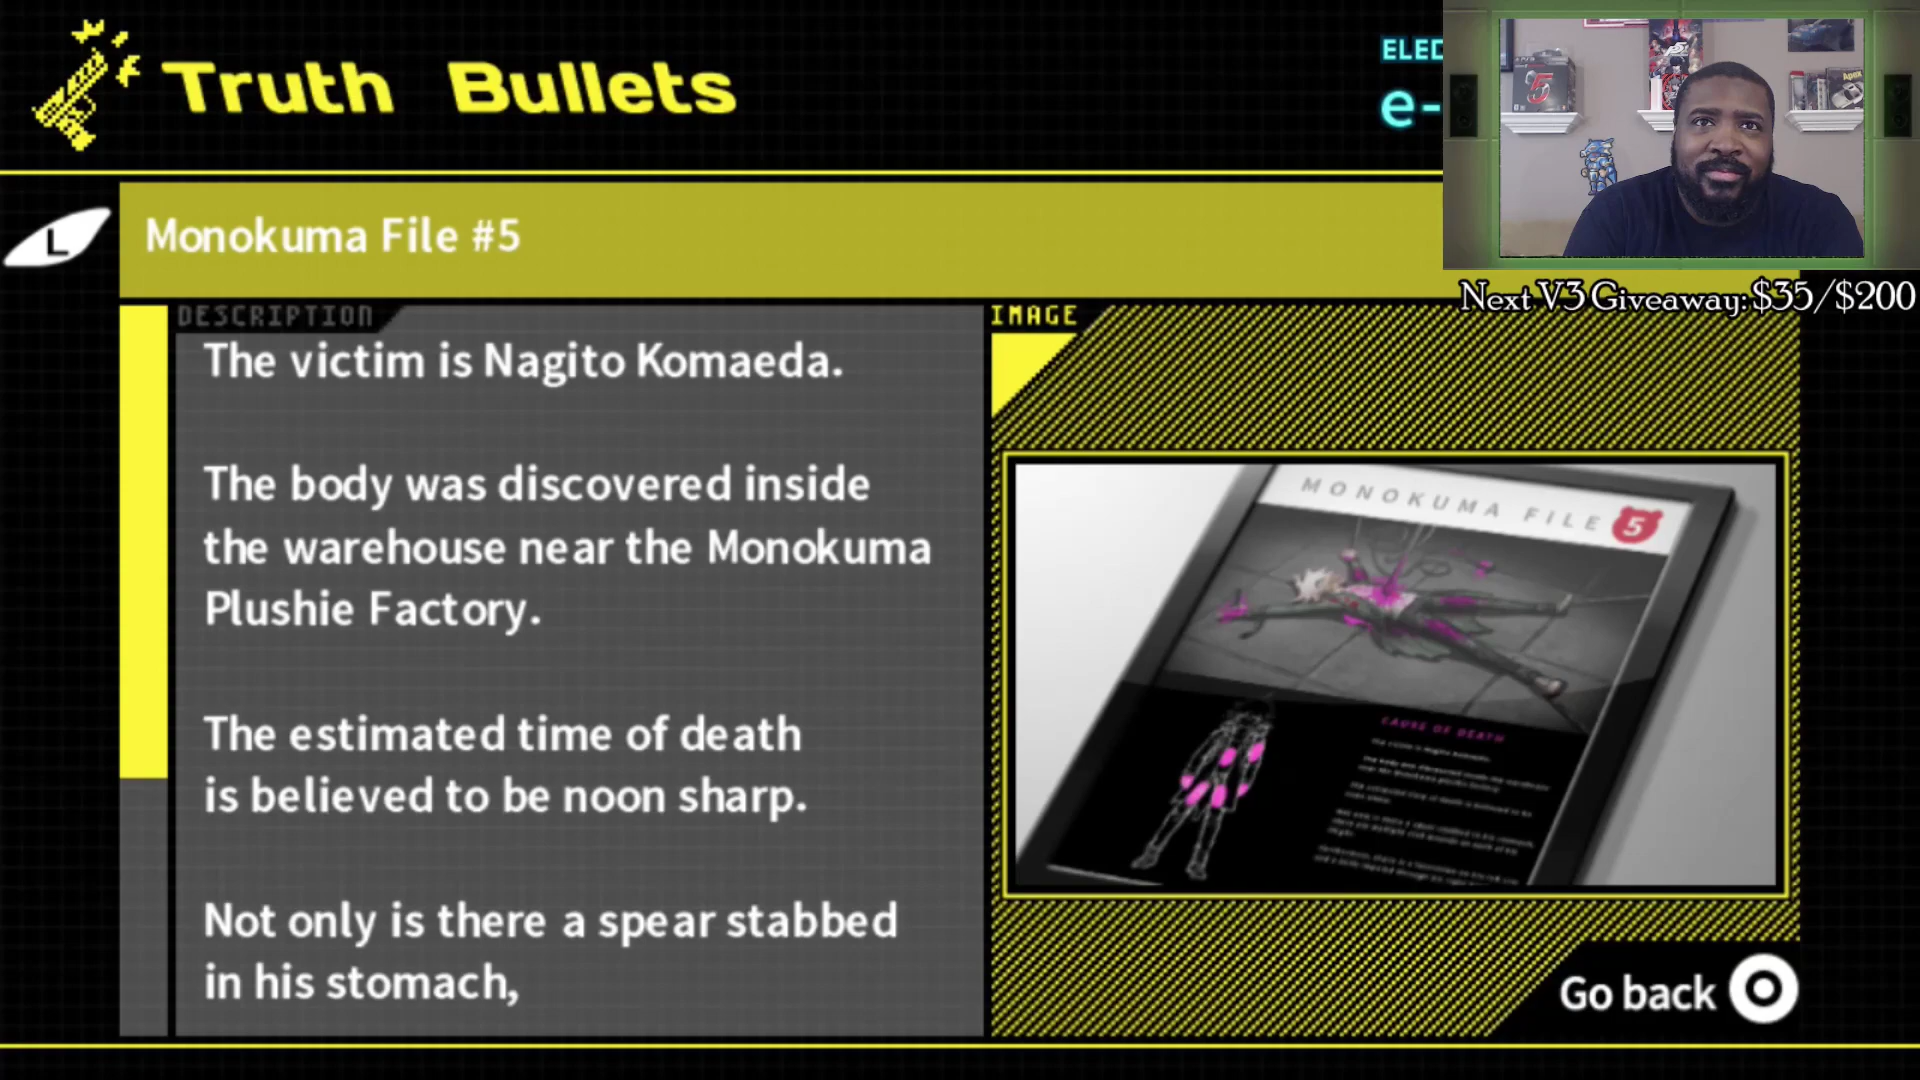 Truth Bullets
ELED
e-
L
Monokuma File #5
Next V3 Giveaway: $35/$200
DESCRIPTION
The victim is Nagito Komaeda.
The body was discovered inside
the warehouse near the Monokuma
Plushie Factory.
The estimated time of death
is believed to be noon sharp.
Not only is there a spear stabbed
in his stomach,
IMAGE
MONOKUMA FILE 5
CAUSE OF DEATH
Go back
5
Apex